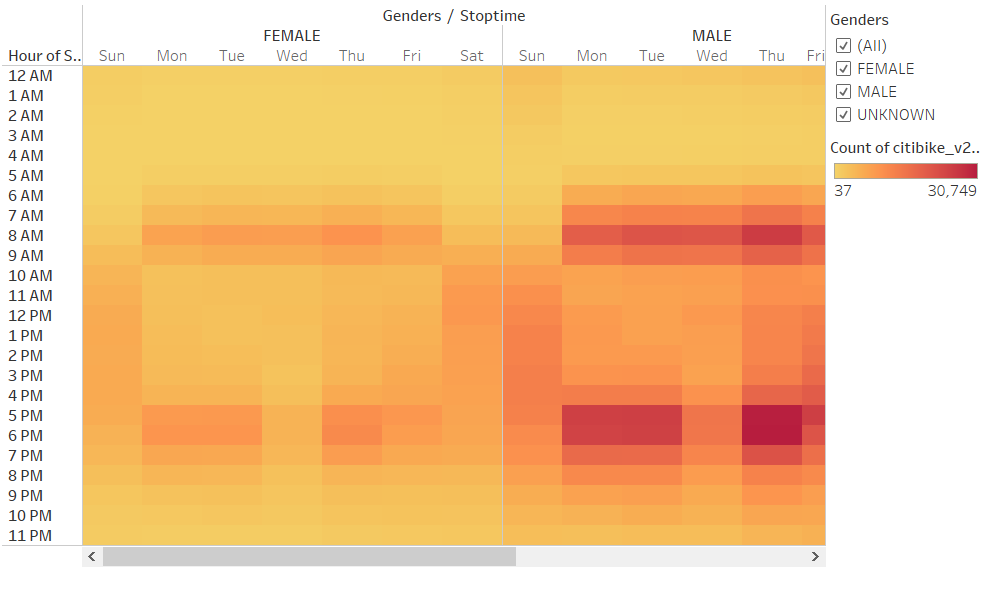 Genders / Stoptime
FEMALE MALE
Hour of S.. Sun Mon Tue Wed Thu Fri Sat Sun Mon Tue Wed Thu Fri
12 AM
1 AM
2 AM
3 AM
4 AM
5 AM
6 AM
7 AM
8 AM
9 AM
10 AM
11 AM
12 PM
1 PM
2 PM
3 PM
4 PM
5 PM
6 PM
7 PM
8 PM
9 PM
10 PM
11 PM
Genders
(All)
FEMALE
MALE
UNKNOWN
Count of citibike_v2..
37 30,749